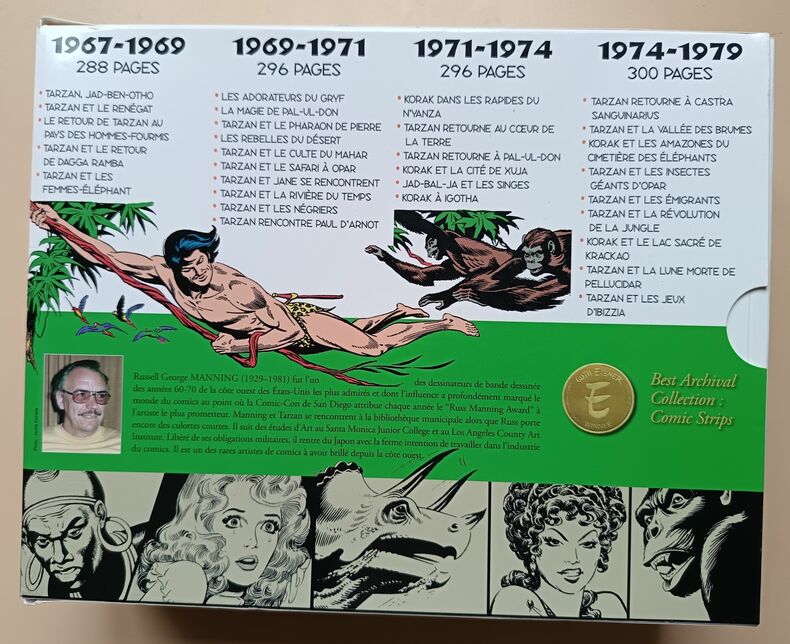 1967-1969
288 PAGES
• TARZAN, JAD-BEN-OTHO
• TARZAN ET LE RENÉGAT
• LE RETOUR DE TARZAN AU
PAYS DES HOMMES-FOURMIS
• TARZAN ET LE RETOUR
DE DAGGA RAMBA
• TARZAN ET LES
FEMMES-ÉLÉPHANT
1969-1971
296 PAGES
• LES ADORATEURS DU GRYF
• LA MAGIE DE PAL-UL-DON
• TARZAN ET LE PHARAON DE PIERRE
• LES REBELLES DU DÉSERT
• TARZAN ET LE CULTE DU MAHAR
• TARZAN ET LE SAFARI À OPAR
• TARZAN ET JANE SE RENCONTRENT
• TARZAN ET LA RIVIÈRE DU TEMPS
• TARZAN ET LES NÉGRIERS
• TARZAN RENCONTRE PAUL D'ARNOT
1971-1974
296 PAGES
• KORAK DANS LES RAPIDES DU
N'YANZA
• TARZAN RETOURNE AU CŒUR DE
LA TERRE
• TARZAN RETOURNE À PAL-UL-DON
• KORAK ET LA CITÉ DE XUJA
• JAD-BAL-JA ET LES SINGES
• KORAK À IGOTHA
1974-1979
300 PAGES
• TARZAN RETOURNE À CASTRA
SANGUINARIUS
• TARZAN ET LA VALLÉE DES BRUMES
• KORAK ET LES AMAZONES DU
CIMETIÈRE DES ÉLÉPHANTS
• TARZAN ET LES INSECTES
GÉANTS D'OPAR
• TARZAN ET LES ÉMIGRANTS
• TARZAN ET LA RÉVOLUTION
DE LA JUNGLE
• KORAK ET LE LAC SACRÉ DE
KRACKAO
• TARZAN ET LA LUNE MORTE DE
PELLUCIDAR
• TARZAN ET LES JEUX
D'IBIZZIA
Russell George MANNING (1929–1981) fut l'un des dessinateurs de bande dessinée
des années 60-70 de la côte ouest des États-Unis les plus admirés et dont l'influence a profondément marqué le
monde du comics au point où la Comic-Con de San Diego attribue chaque année le "Russ Manning Award" à
l'artiste le plus prometteur. Manning et Tarzan se rencontrent à la bibliothèque municipale alors que Russ porte
encore des culottes courtes. Il suit des études d'Art au Santa Monica Junior College et au Los Angeles County Art
Institute. Libéré de ses obligations militaires, il rentre du Japon avec la ferme intention de travailler dans l'industrie
du comics. Il est un des rares artistes de comics à avoir brillé depuis la côte ouest.
WILL EISNER
E
WINNER
Best Archival
Collection :
Comic Strips